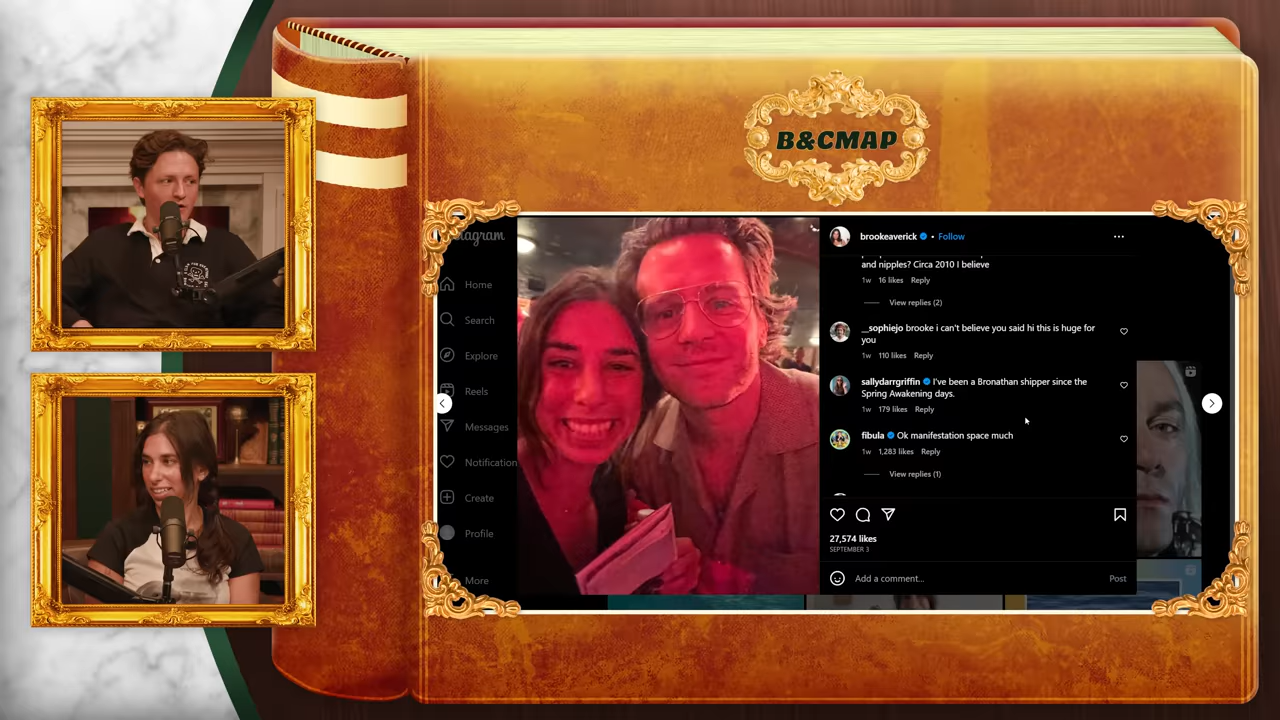 B&CMAP
agram
Home
Search
Explore
Reels
Messages
Notification
Create
Profile
More
brookeaverick • Follow
and nipples? Circa 2010 I believe
1w 16 likes Reply
View replies (2)
__sophiejo brooke i can't believe you said hi this is huge for
you
1w 110 likes Reply
sallydarrgriffin I've been a Bronathan shipper since the
Spring Awakening days.
1w 179 likes Reply
fibula Ok manifestation space much
1w 1,283 likes Reply
View replies (1)
27,574 likes
SEPTEMBER 3
Add a comment...
Post